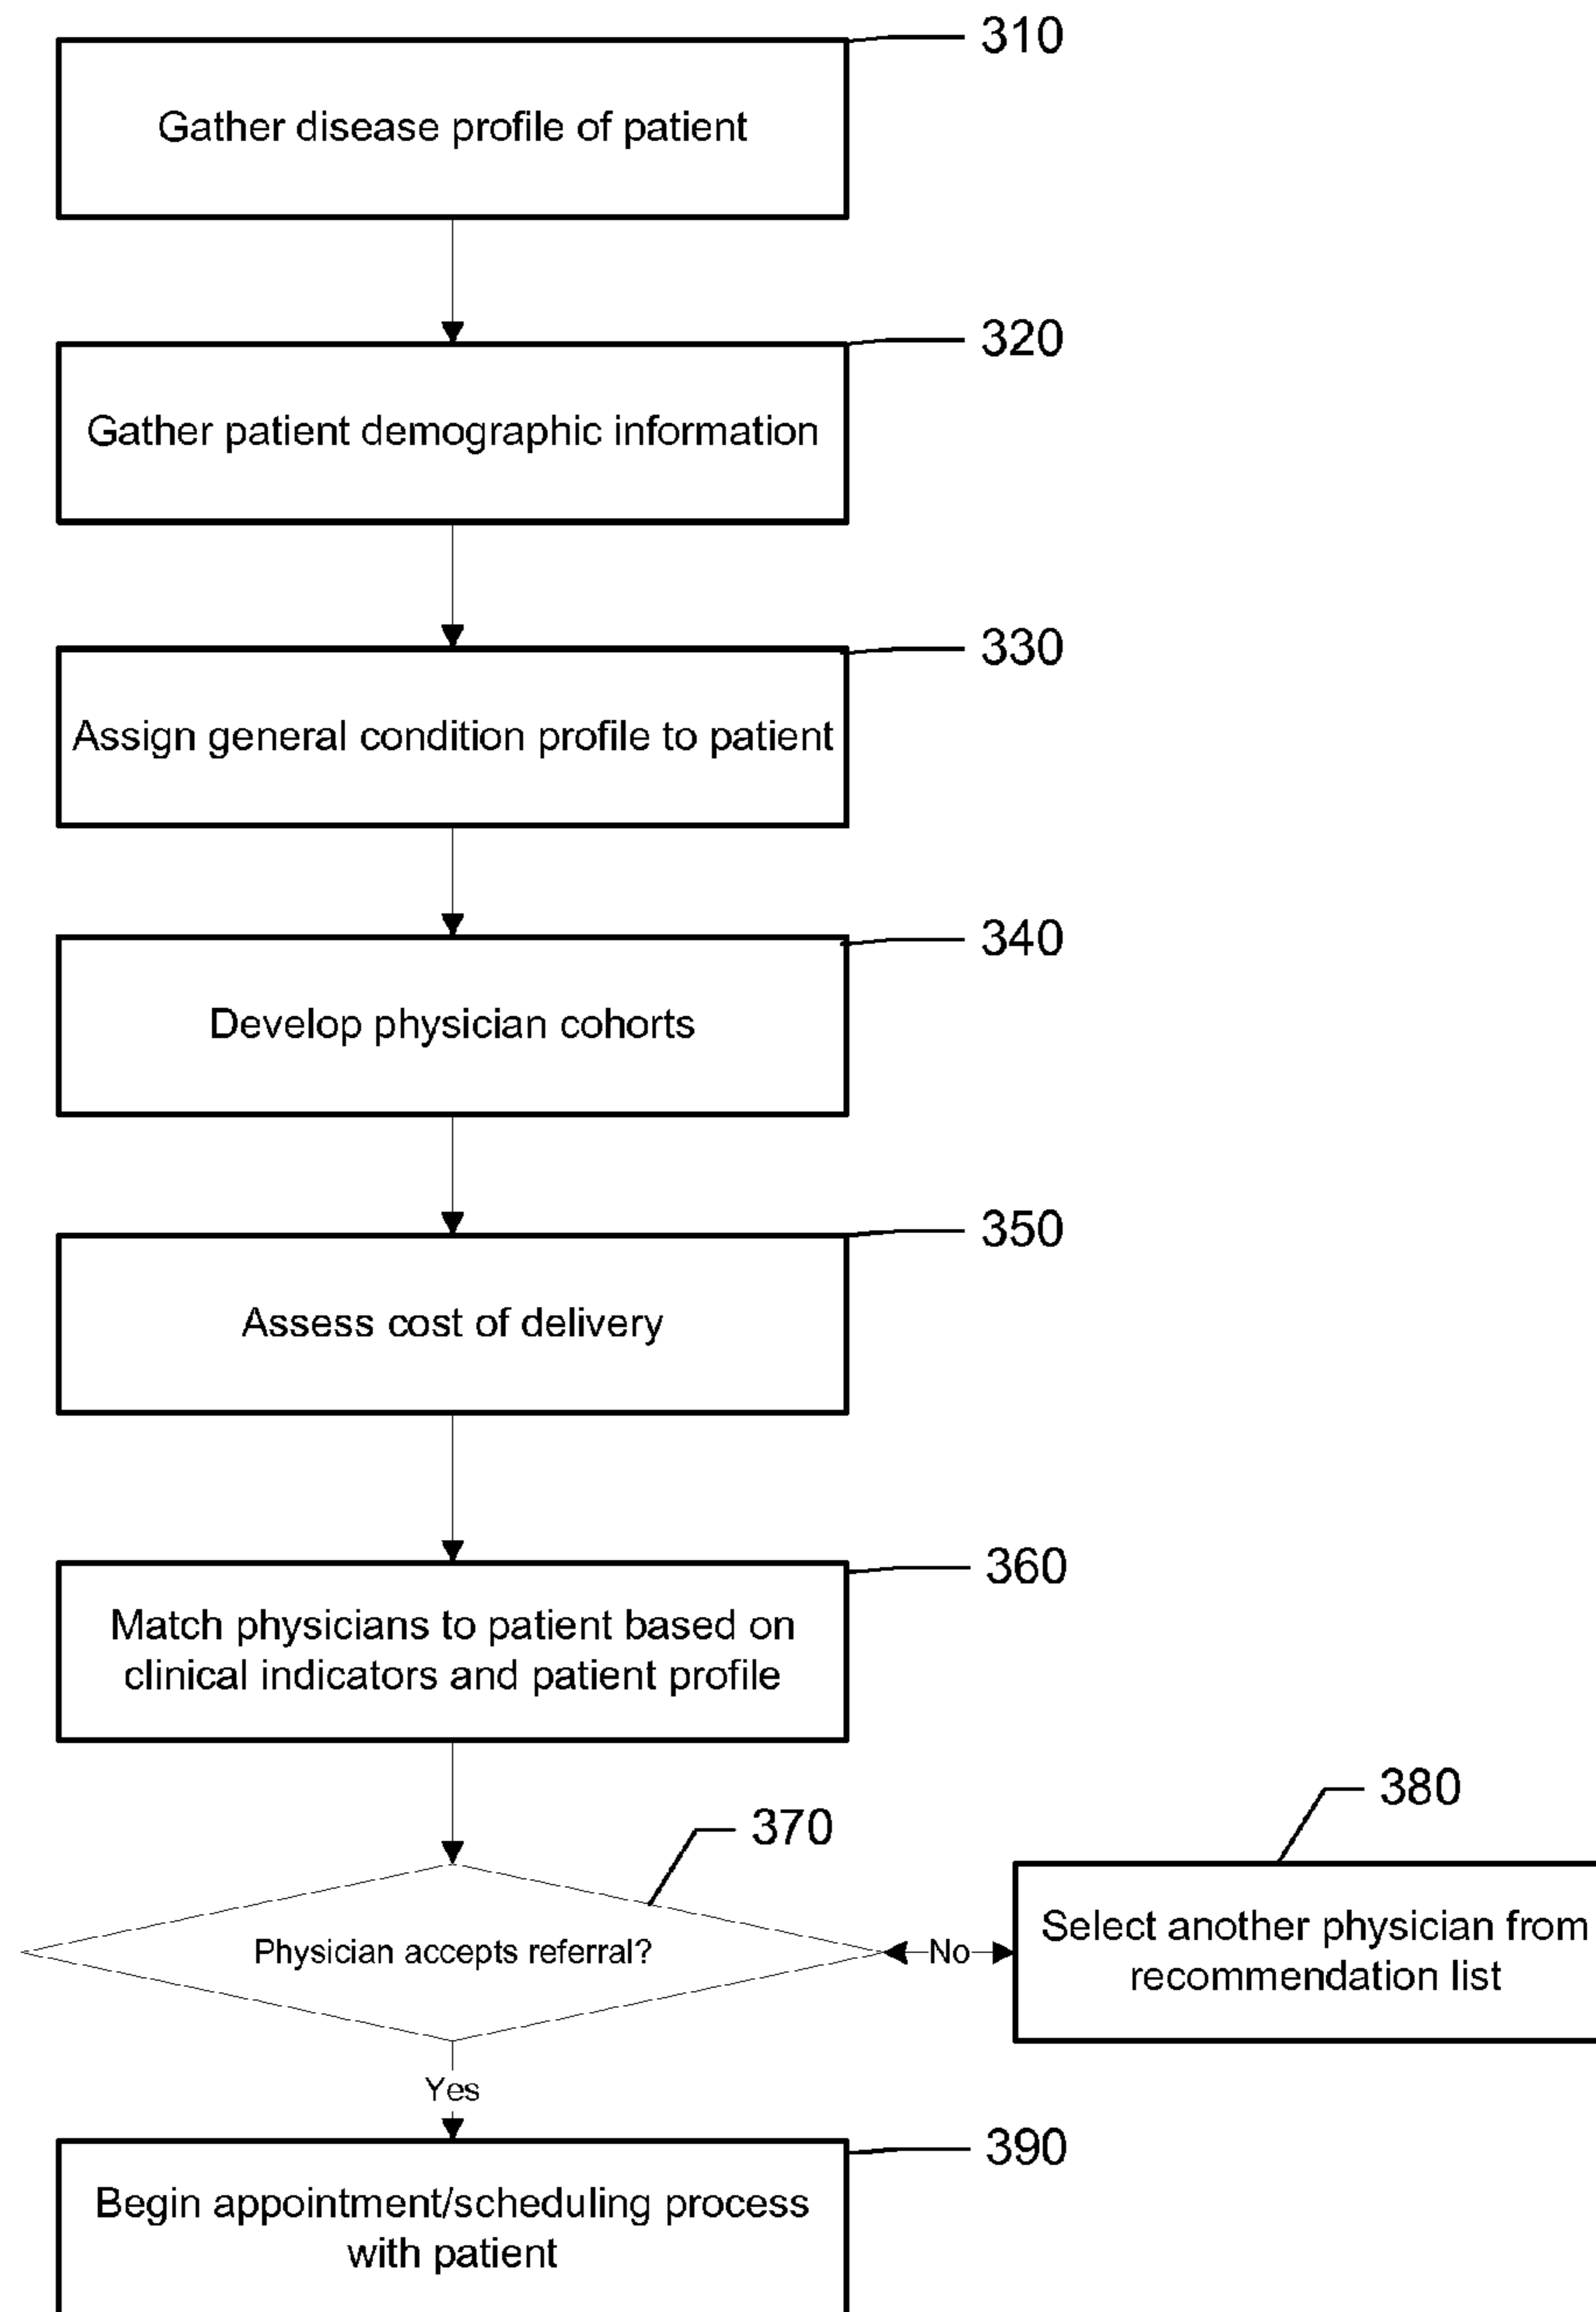 310
Gather disease profile of patient
320
Gather patient demographic information
330
Assign general condition profile to patient
340
Develop physician cohorts
350
Assess cost of delivery
360
Match physicians to patient based on
clinical indicators and patient profile
370
Physician accepts referral?
No
380
Select another physician from
recommendation list
Yes
390
Begin appointment/scheduling process
with patient